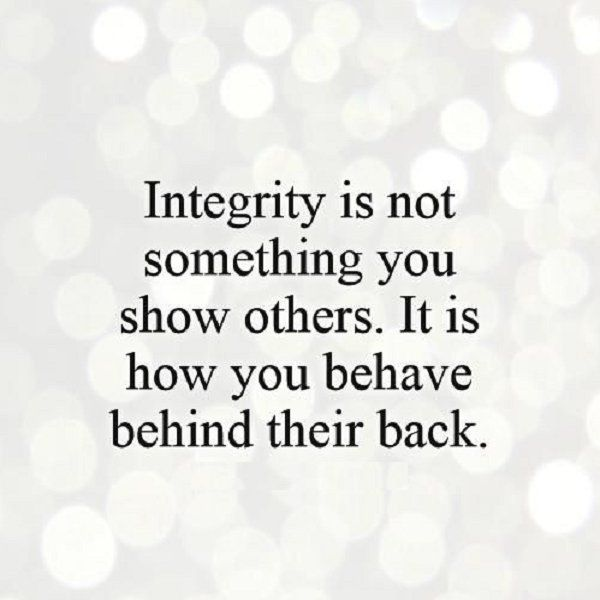 Integrity is not
something you
show others. It is
how you behave
behind their back.